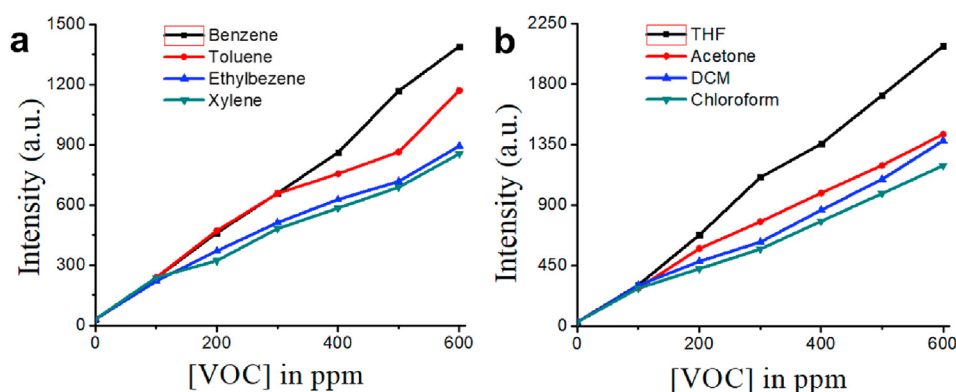 a
Benzene
Toluene
Ethylbezene
Xylene
Intensity (a.u.)
1500
1200
900
600
300
0
0 200 400 600
[VOC] in ppm
b
THF
Acetone
DCM
Chloroform
Intensity (a.u.)
2250
1800
1350
900
450
0
0 200 400 600
[VOC] in ppm